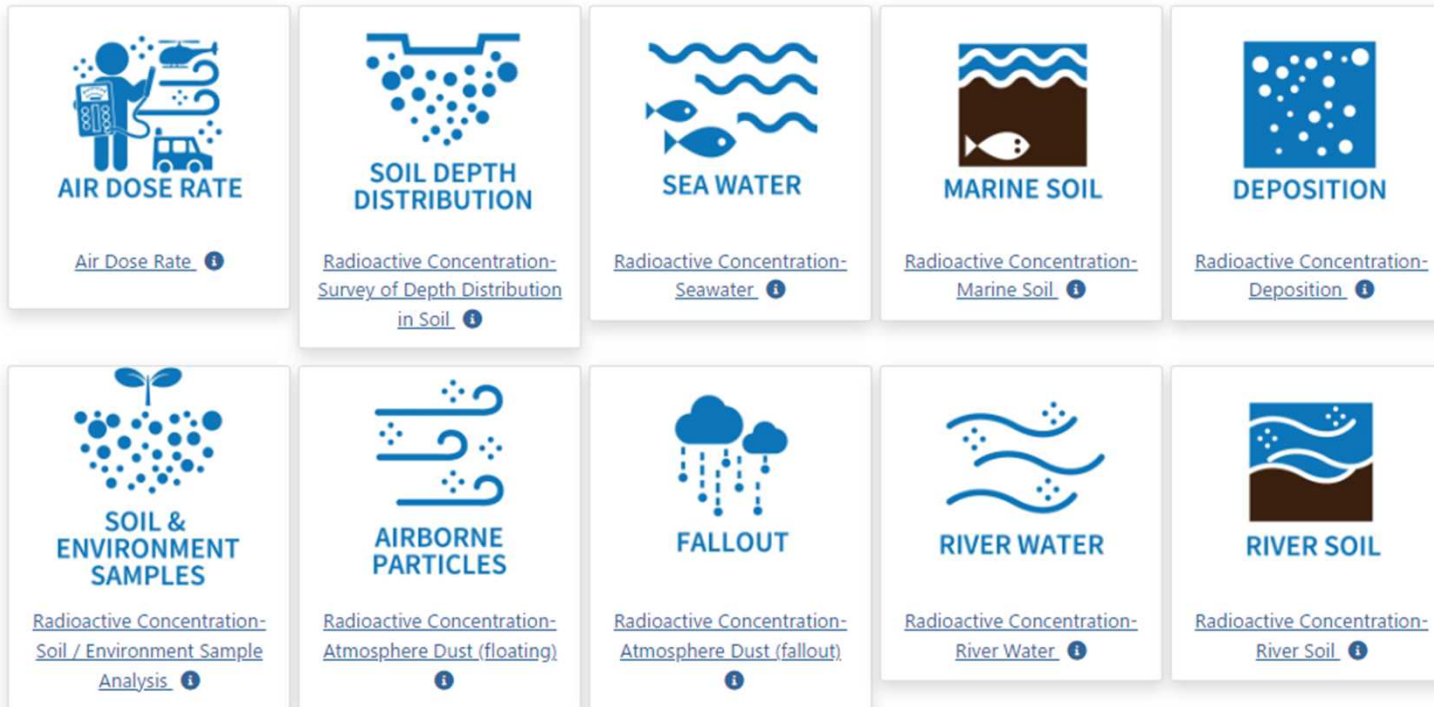 AIR DOSE RATE
Air Dose Rate
SOIL DEPTH
DISTRIBUTION
Radioactive Concentration-
Survey of Depth Distribution
in Soil
SEA WATER
Radioactive Concentration-
Seawater
MARINE SOIL
Radioactive Concentration-
Marine Soil
DEPOSITION
Radioactive Concentration-
Deposition
SOIL &
ENVIRONMENT
SAMPLES
Radioactive Concentration-
Soil / Environment Sample
Analysis
AIRBORNE
PARTICLES
Radioactive Concentration-
Atmosphere Dust (floating)
FALLOUT
Radioactive Concentration-
Atmosphere Dust (fallout)
RIVER WATER
Radioactive Concentration-
River Water
RIVER SOIL
Radioactive Concentration-
River Soil